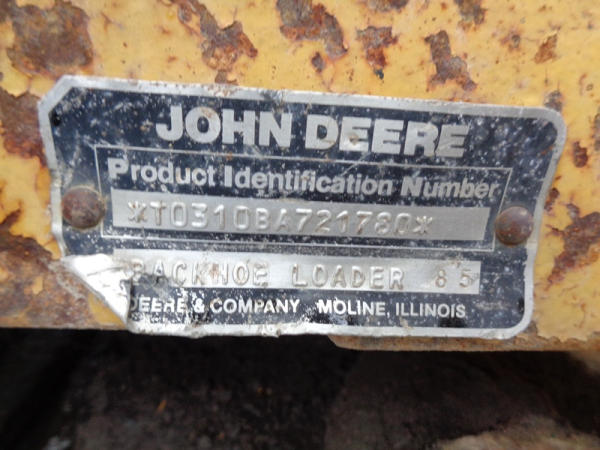 JOHN DEERE
Product Identification Number
*T0310BA721780*
BACKHOE LOADER 85
DEERE & COMPANY MOLINE, ILLINOIS